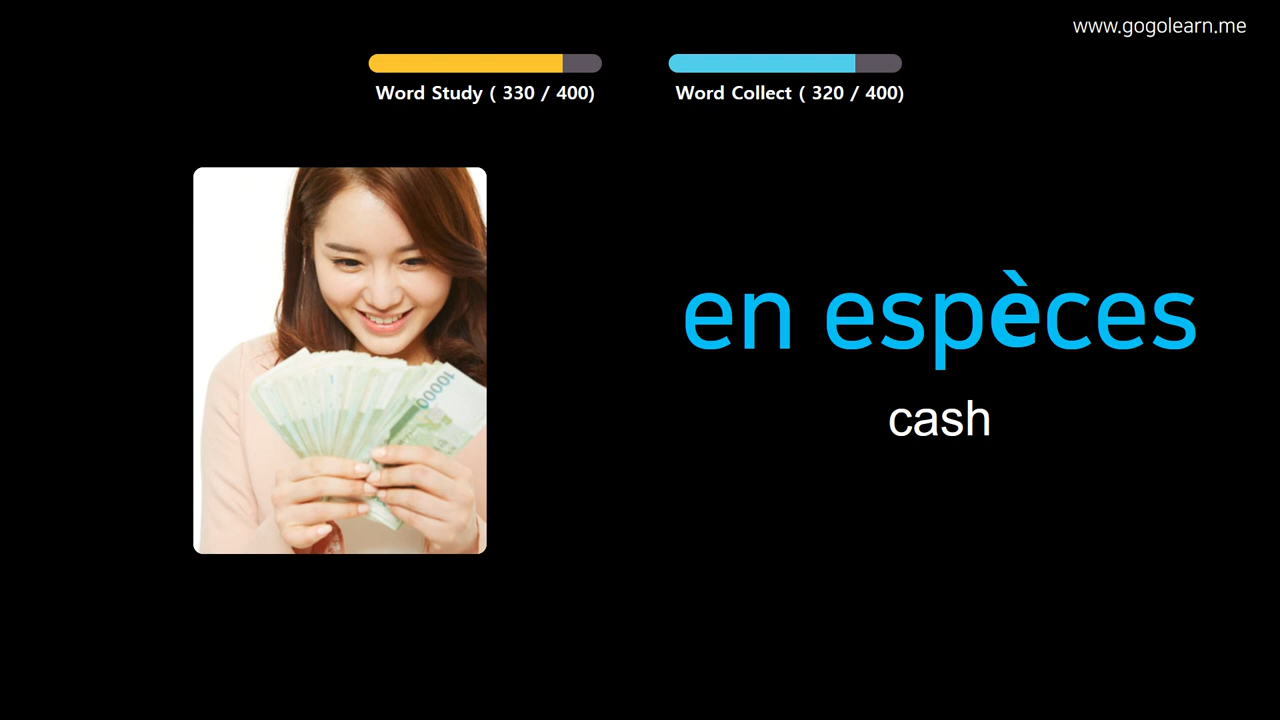 www.gogolearn.me
Word Study ( 330 / 400)
Word Collect ( 320 / 400)
10000
en espèces
cash